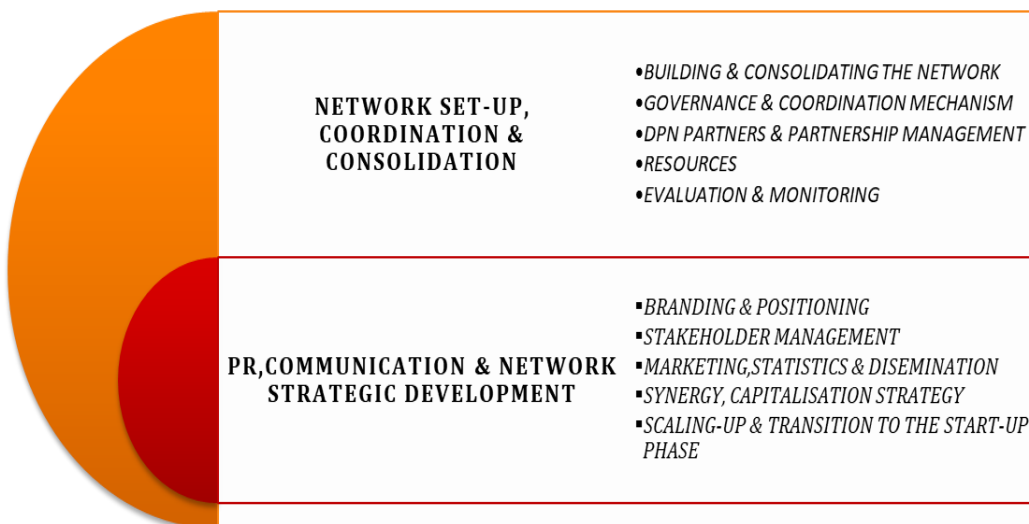 NETWORK SET-UP,
COORDINATION &
CONSOLIDATION
•BUILDING & CONSOLIDATING THE NETWORK
•GOVERNANCE & COORDINATION MECHANISM
•DPN PARTNERS & PARTNERSHIP MANAGEMENT
•RESOURCES
•EVALUATION & MONITORING
PR,COMMUNICATION & NETWORK
STRATEGIC DEVELOPMENT
▪BRANDING & POSITIONING
▪STAKEHOLDER MANAGEMENT
▪MARKETING,STATISTICS & DISEMINATION
▪SYNERGY, CAPITALISATION STRATEGY
▪SCALING-UP & TRANSITION TO THE START-UP
PHASE